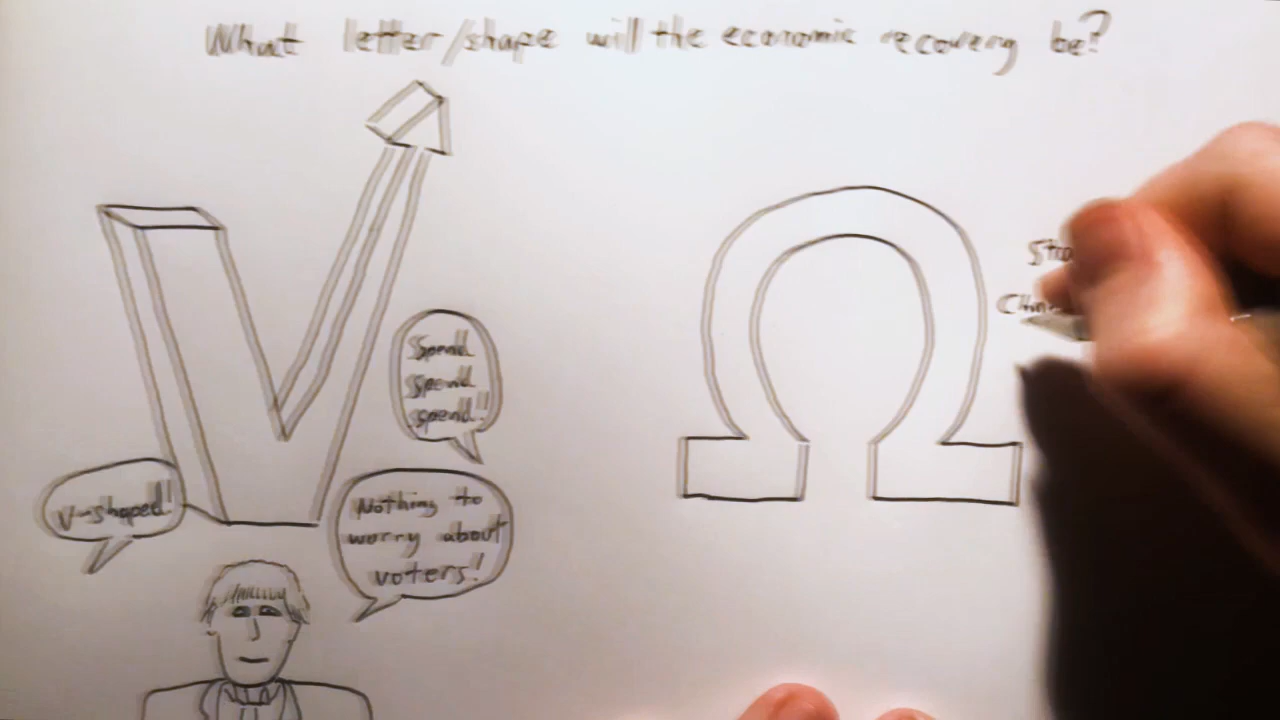 What letter/shape will the economic recovery be?
V
Spend
spend
spend!
V-shaped!
Nothing to
worry about
voters!
Ω